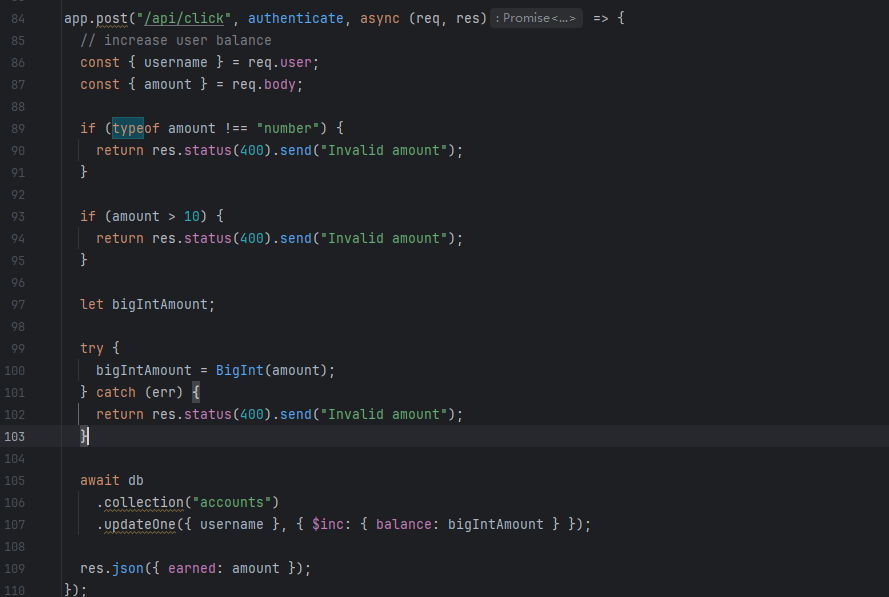 84 app.post("/api/click", authenticate, async (req, res) : Promise<...> => {
85 // increase user balance
86 const { username } = req.user;
87 const { amount } = req.body;
88
89 if (typeof amount !== "number") {
90 return res.status(400).send("Invalid amount");
91 }
92
93 if (amount > 10) {
94 return res.status(400).send("Invalid amount");
95 }
96
97 let bigIntAmount;
98
99 try {
100 bigIntAmount = BigInt(amount);
101 } catch (err) {
102 return res.status(400).send("Invalid amount");
103 }
104
105 await db
106 .collection("accounts")
107 .updateOne({ username }, { $inc: { balance: bigIntAmount } });
108
109 res.json({ earned: amount });
110 });